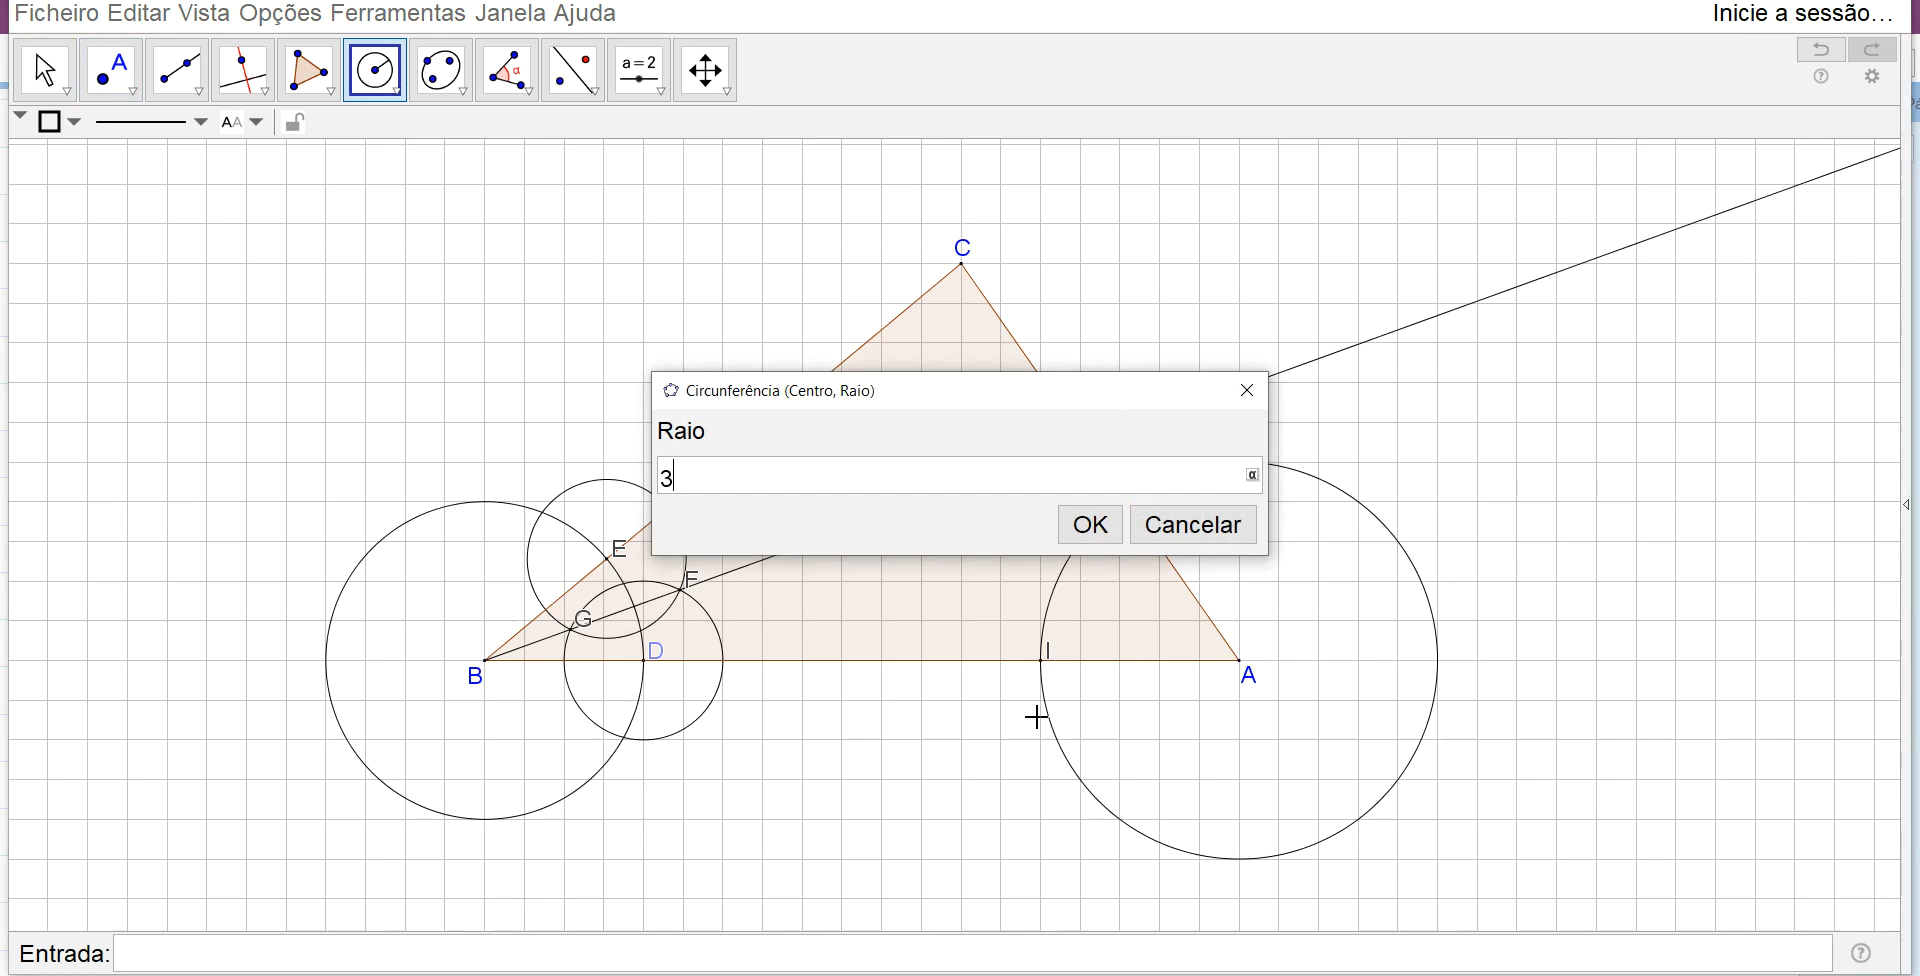 Ficheiro Editar Vista Opções Ferramentas Janela Ajuda
Inicie a sessão...
A
α
a=2
AA
C
Circunferência (Centro, Raio)
Raio
3
α
OK
Cancelar
E
F
G
D
I
B
A
Entrada: